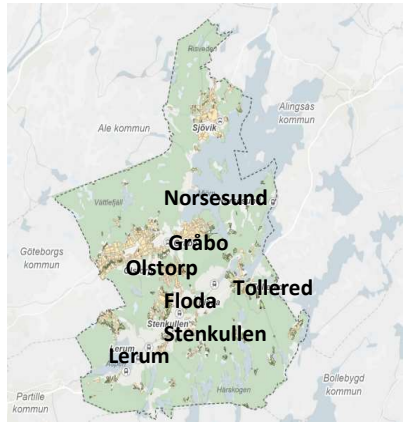 Risveden
Sjövik
Alingsås
kommun
Ale kommun
Vättlefjäll
Norsesund
Gråbo
Göteborgs
kommun
Olstorp
Tollered
Floda
Stenkullen
Stenkullen
Lerum
Lerum
Härskogen
Bollebygd
kommun
Partille
kommun